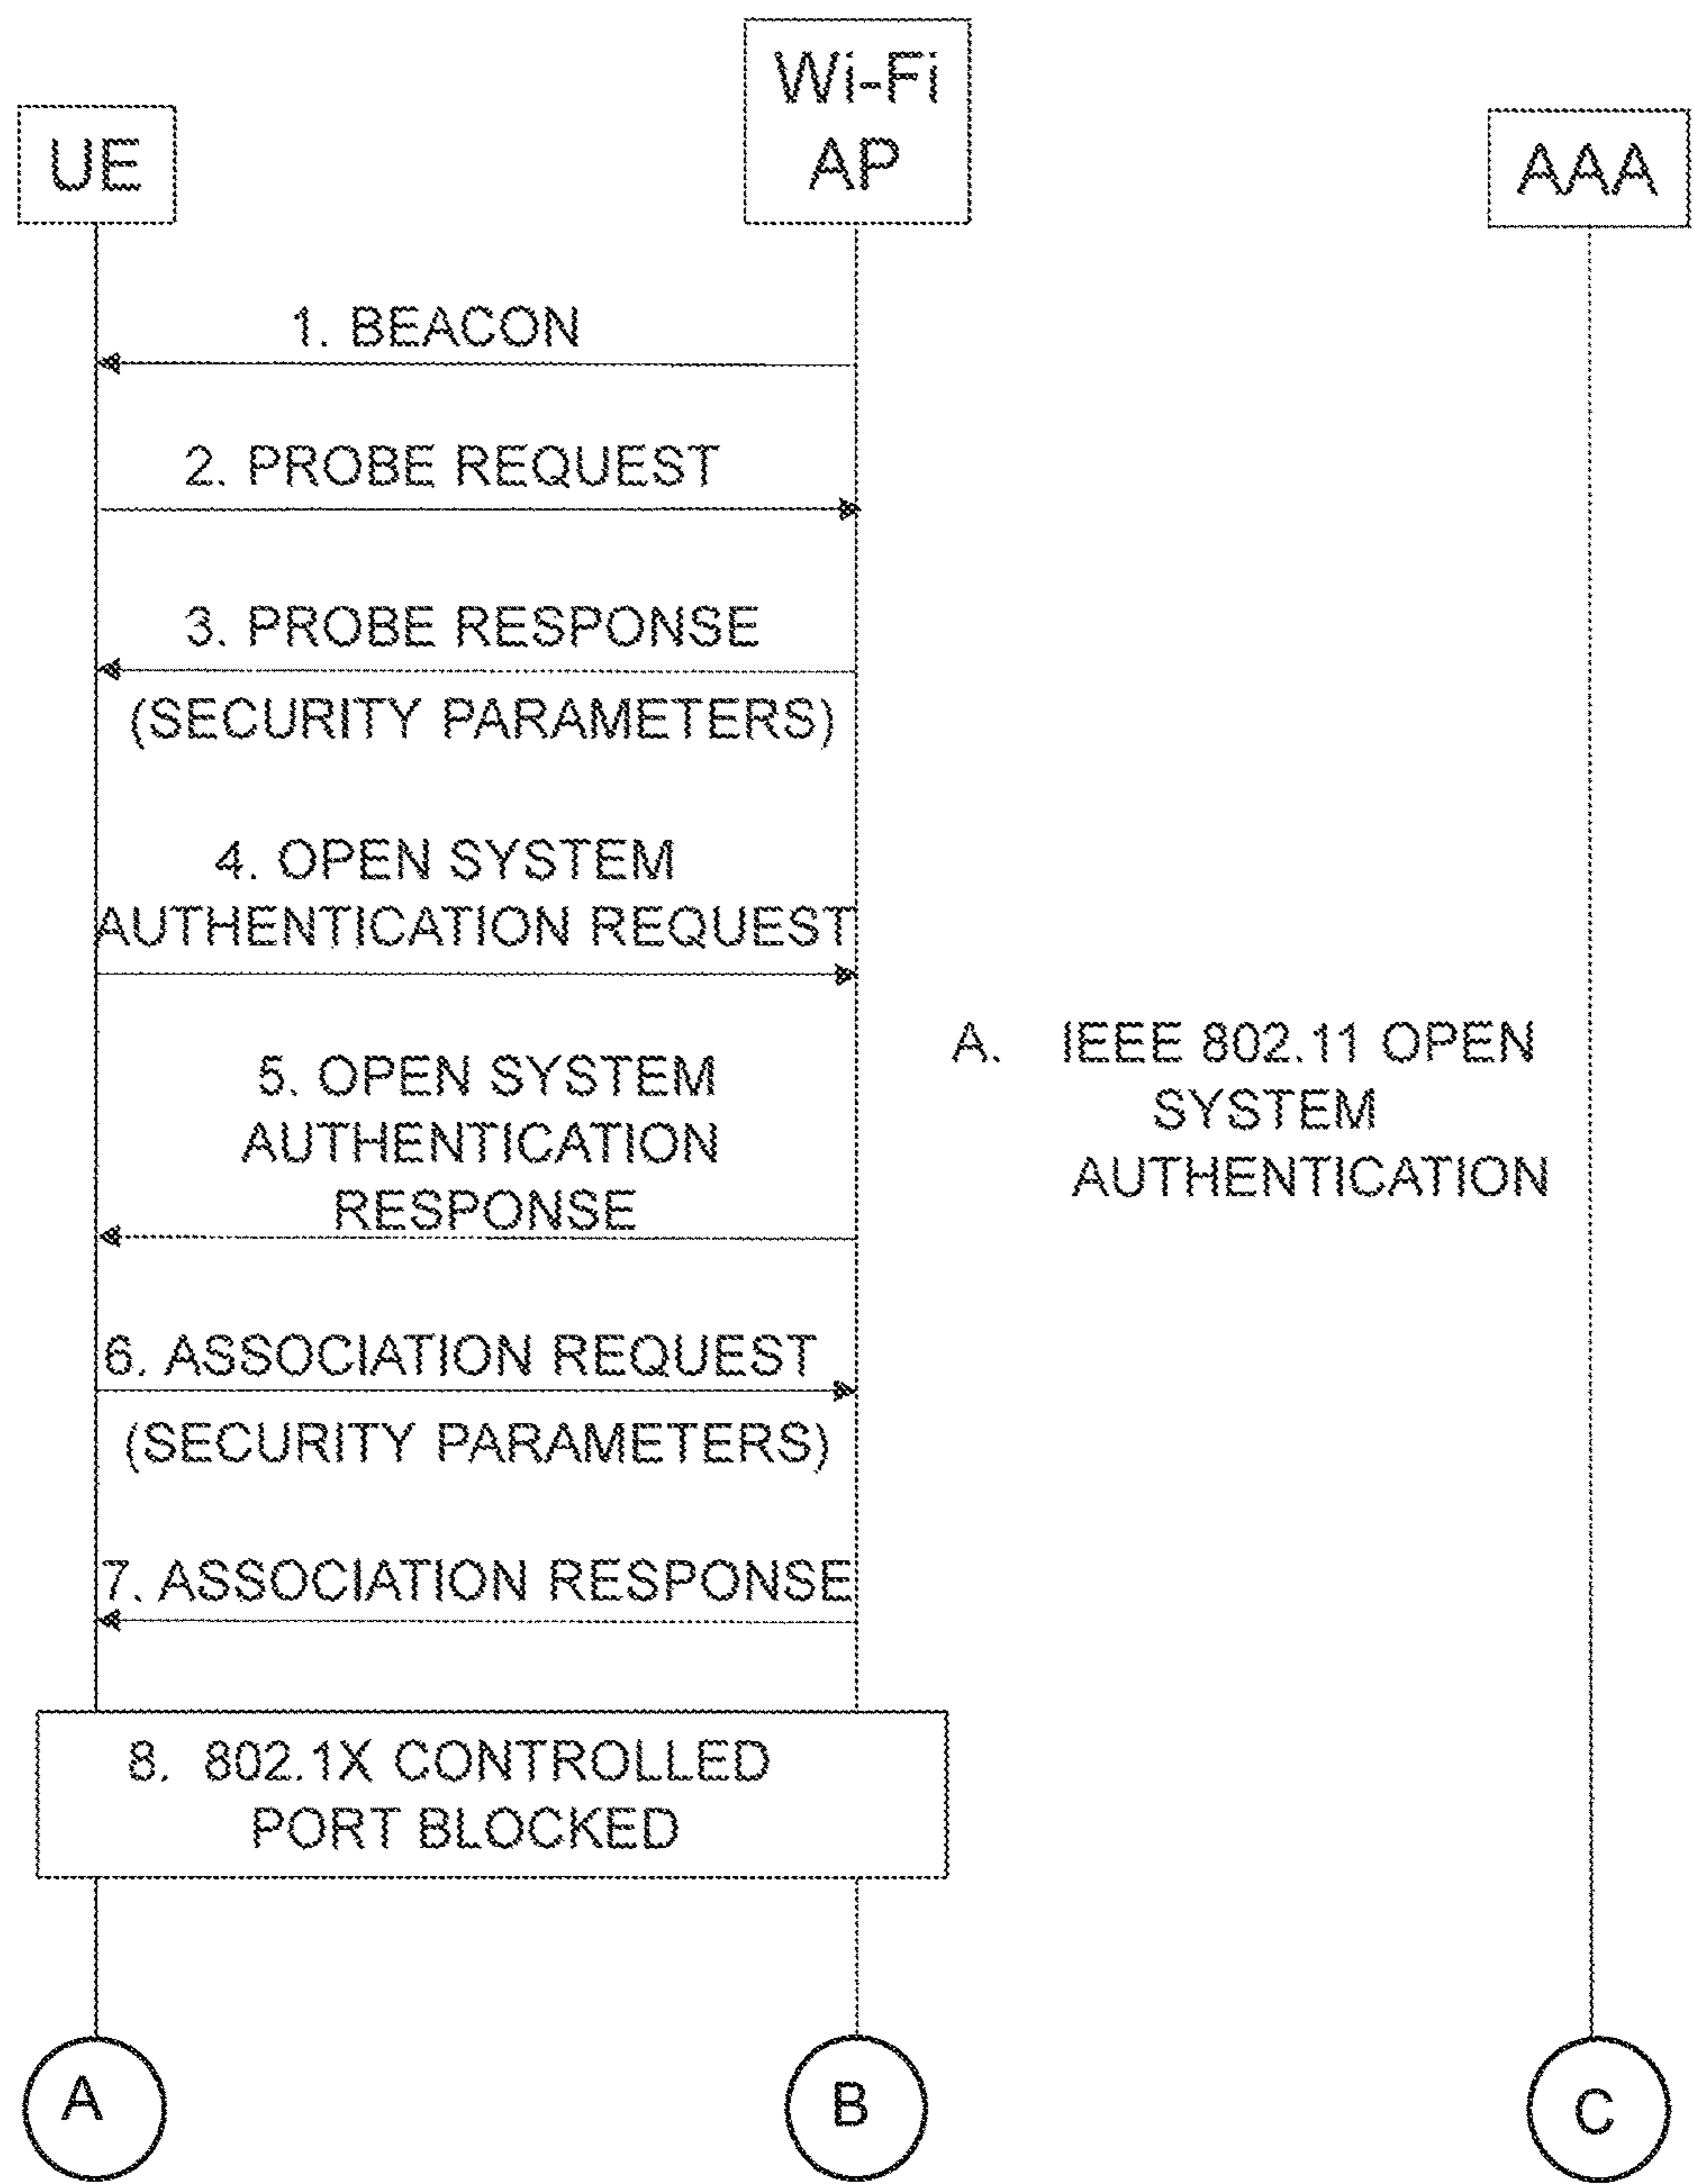 UE
Wi-Fi
AP
AAA
1. BEACON
2. PROBE REQUEST
3. PROBE RESPONSE
(SECURITY PARAMETERS)
4. OPEN SYSTEM
AUTHENTICATION REQUEST
5. OPEN SYSTEM
AUTHENTICATION
RESPONSE
A. IEEE 802.11 OPEN
SYSTEM
AUTHENTICATION
6. ASSOCIATION REQUEST
(SECURITY PARAMETERS)
7. ASSOCIATION RESPONSE
8. 802.1X CONTROLLED
PORT BLOCKED
A
B
C